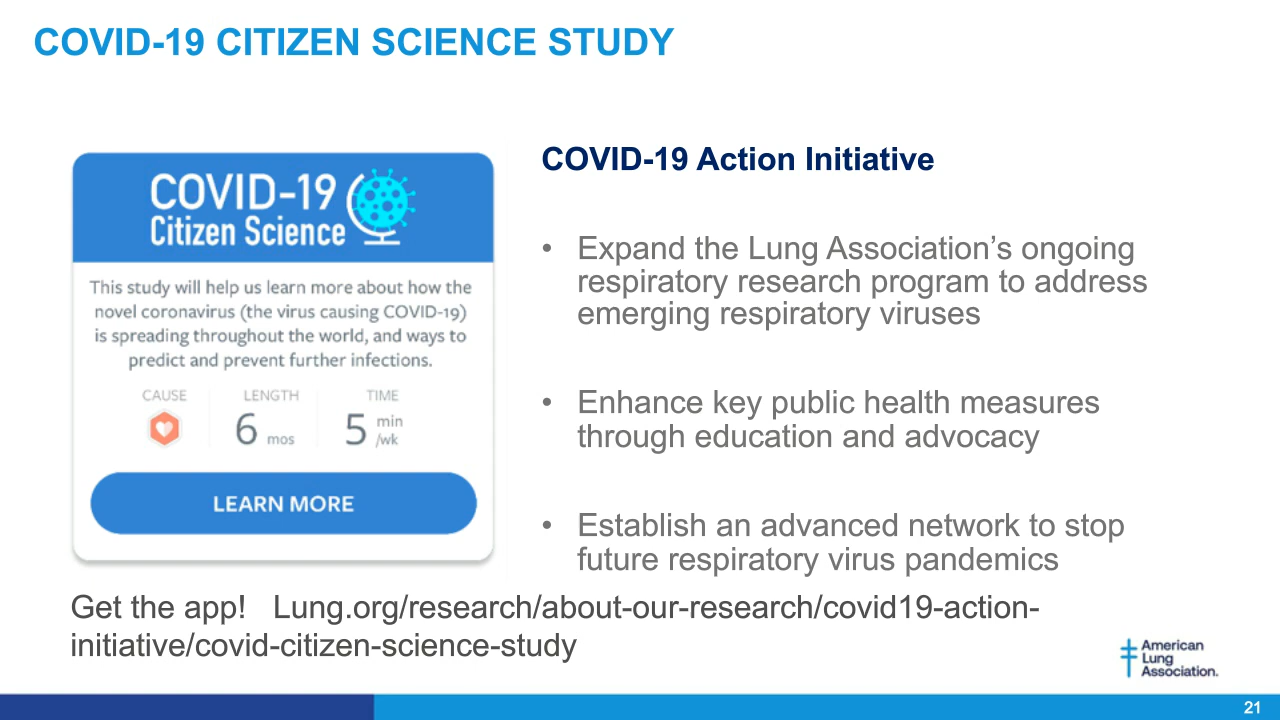 COVID-19 CITIZEN SCIENCE STUDY
COVID-19
Citizen Science
This study will help us learn more about how the
novel coronavirus (the virus causing COVID-19)
is spreading throughout the world, and ways to
predict and prevent further infections.
CAUSE LENGTH TIME
6 mos 5 min /wk
LEARN MORE
COVID-19 Action Initiative
• Expand the Lung Association’s ongoing
respiratory research program to address
emerging respiratory viruses
• Enhance key public health measures
through education and advocacy
• Establish an advanced network to stop
future respiratory virus pandemics
Get the app! Lung.org/research/about-our-research/covid19-action-
initiative/covid-citizen-science-study
American
Lung
Association.
21